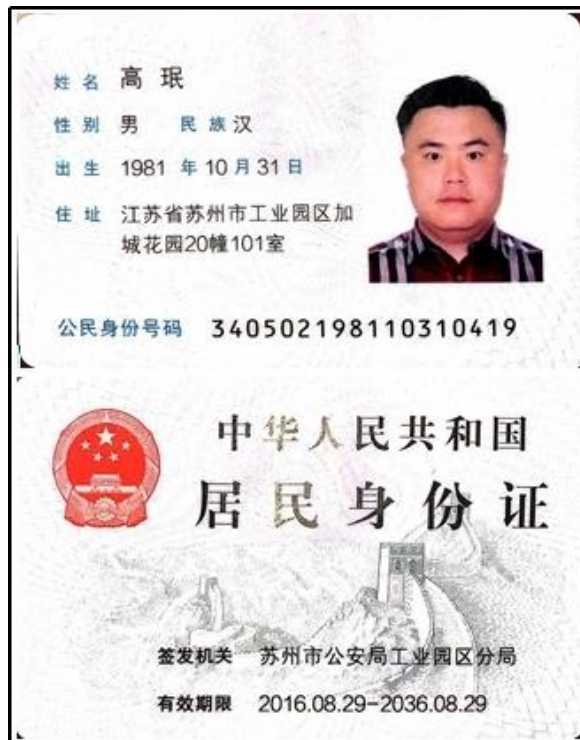 姓名 高珉
性别 男 民族 汉
出生 1981 年 10 月 31 日
住址 江苏省苏州市工业园区加
城花园20幢101室
公民身份号码 340502198110310419
中华人民共和国
居民身份证
签发机关 苏州市公安局工业园区分局
有效期限 2016.08.29-2036.08.29